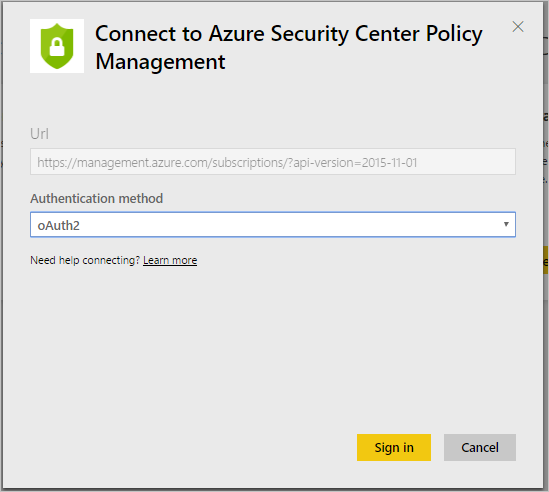 Connect to Azure Security Center Policy
Management
Url
https://management.azure.com/subscriptions/?api-version=2015-11-01
Authentication method
oAuth2
Need help connecting? Learn more
Sign in
Cancel